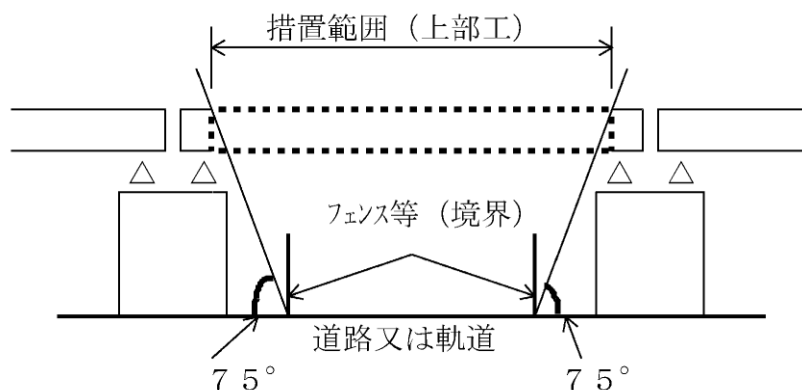 措置範囲（上部工）
フェンス等（境界）
道路又は軌道
７５°
７５°